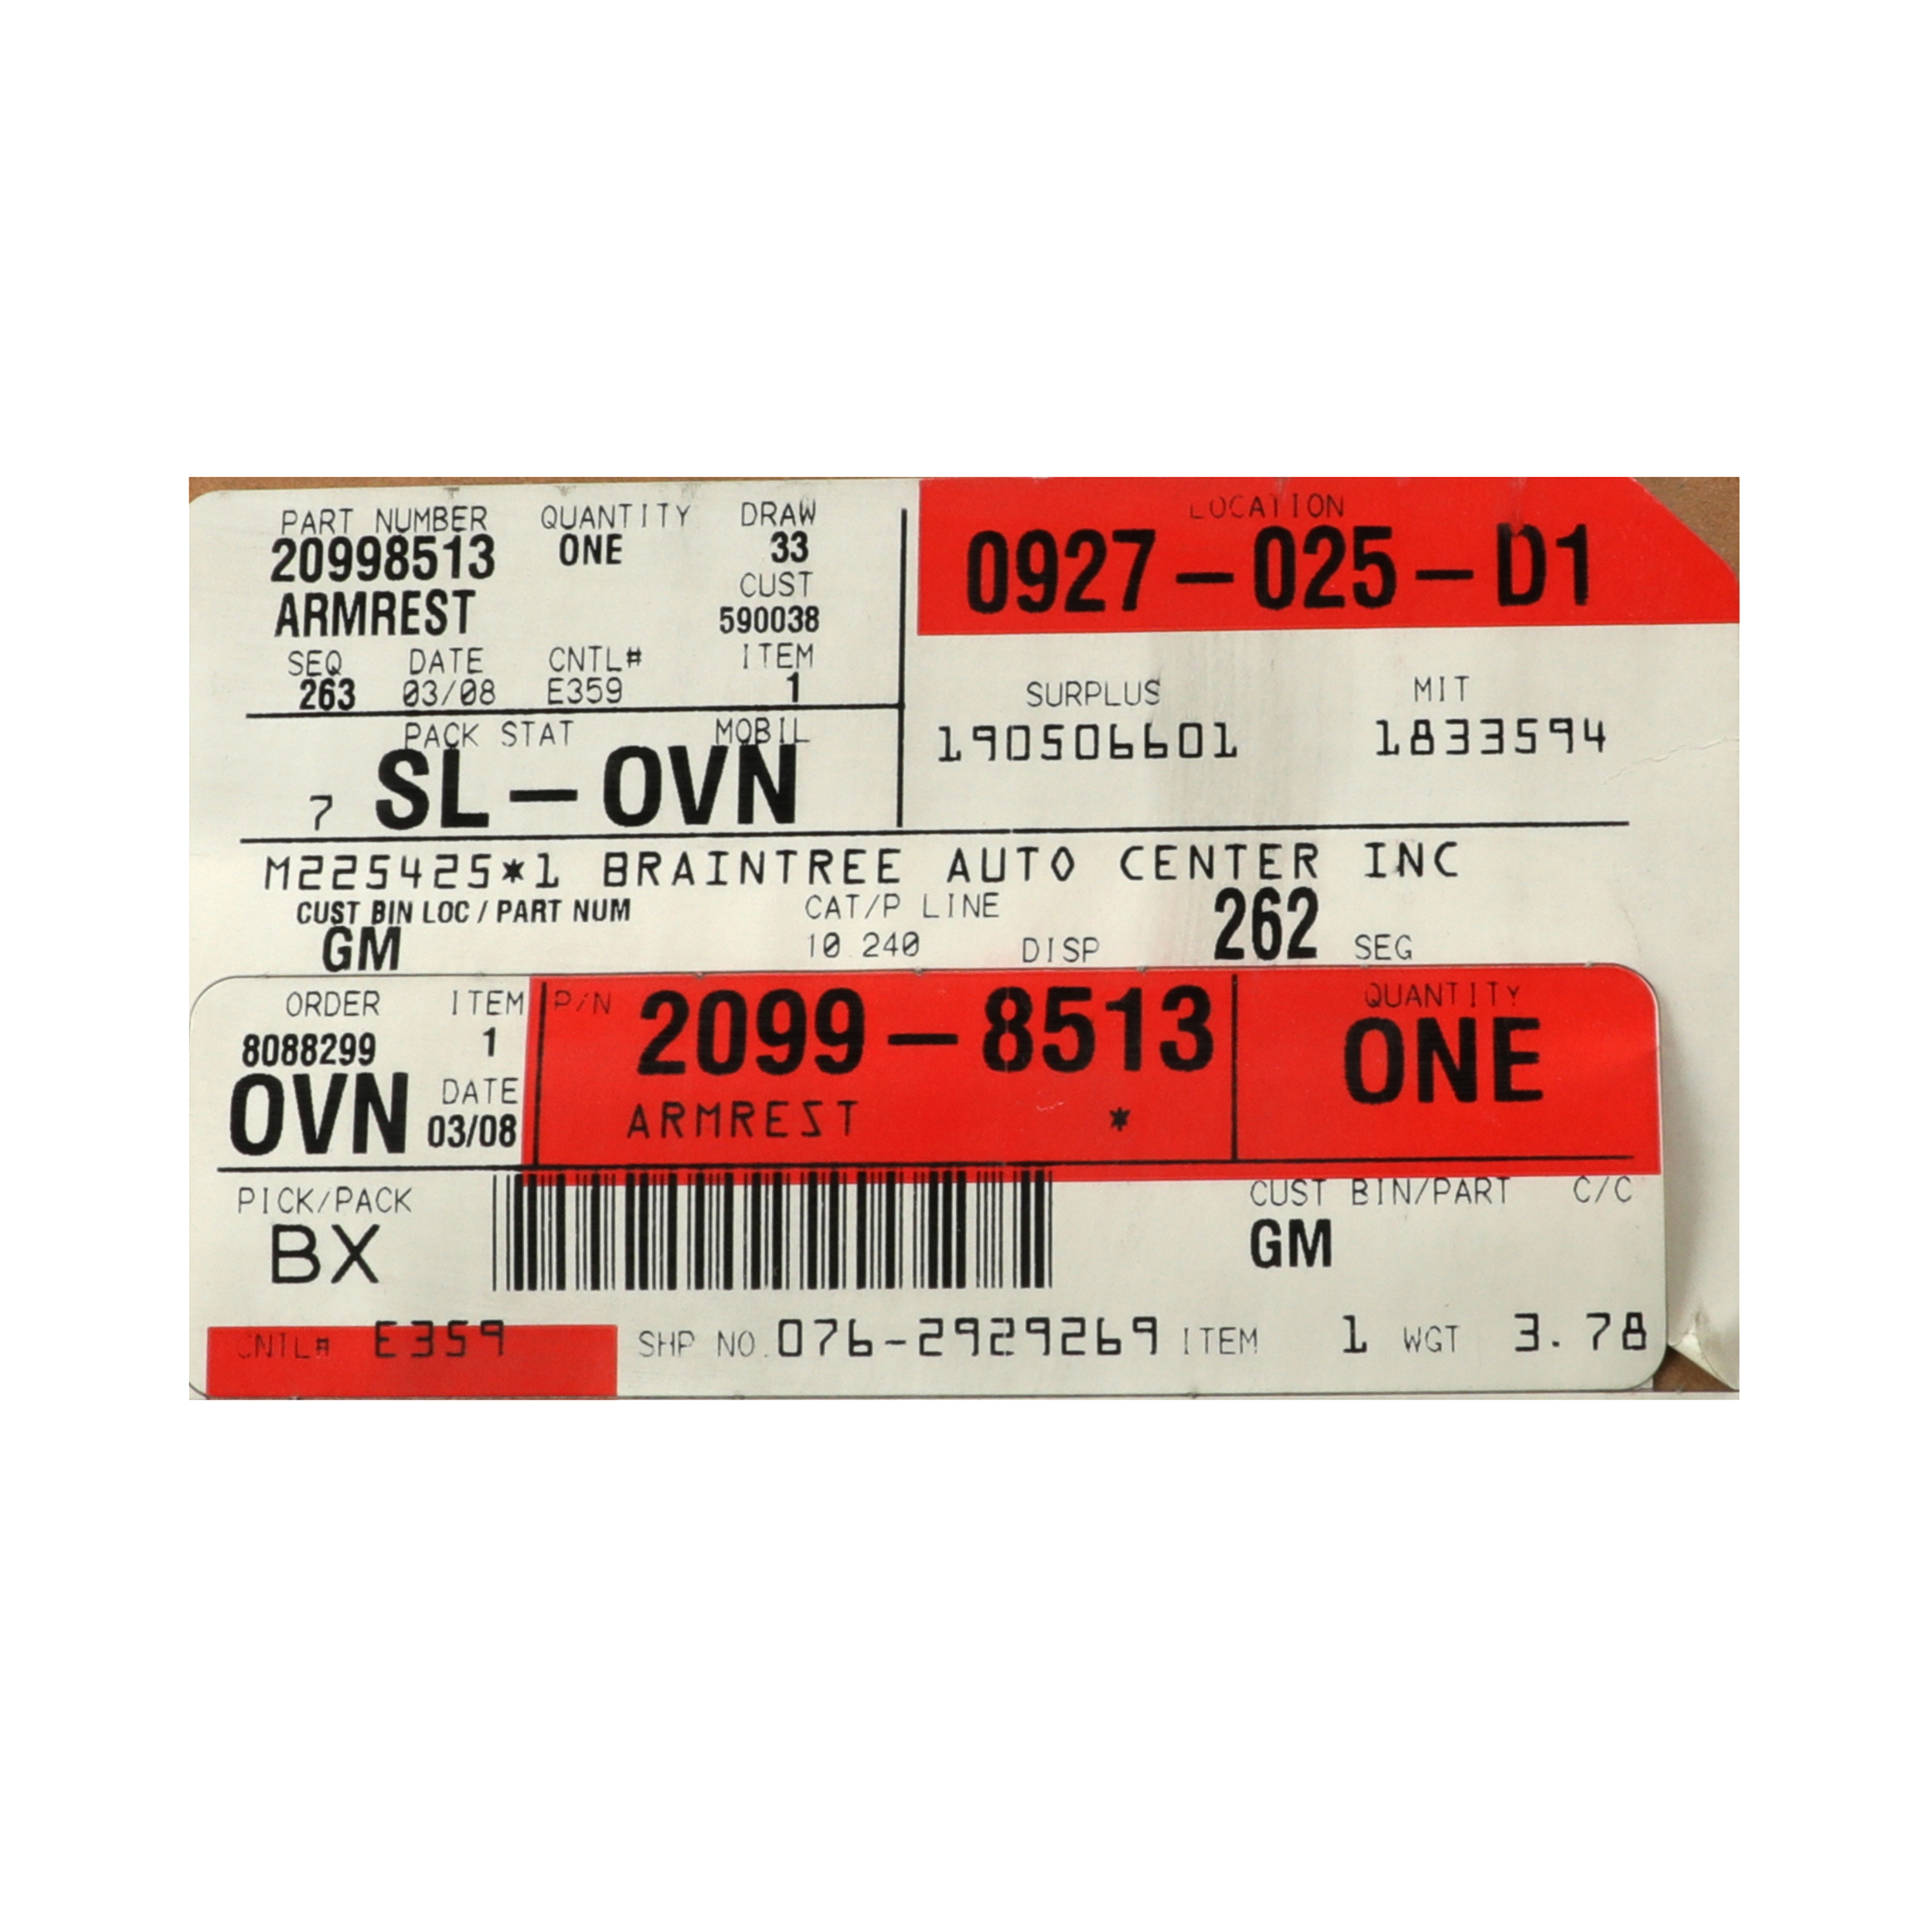 PART NUMBER QUANTITY DRAW
20998513 ONE 33
ARMREST CUST
590038
SEQ DATE CNTL# ITEM
263 03/08 E359 1
PACK STAT MOBIL
7 SL-OVN
LOCATION
0927-025-D1
SURPLUS MIT
190506601 1833594
M225425*1 BRAINTREE AUTO CENTER INC
CUST BIN LOC / PART NUM CAT/P LINE
GM 10 240 DISP 262 SEG
ORDER ITEM P/N 2099-8513 QUANTITY
8088299 1 ONE
OVN DATE ARMREST *
03/08
PICK/PACK CUST BIN/PART C/C
BX GM
CNTL# E359 SHP NO. 076-2929269 ITEM 1 WGT 3.78